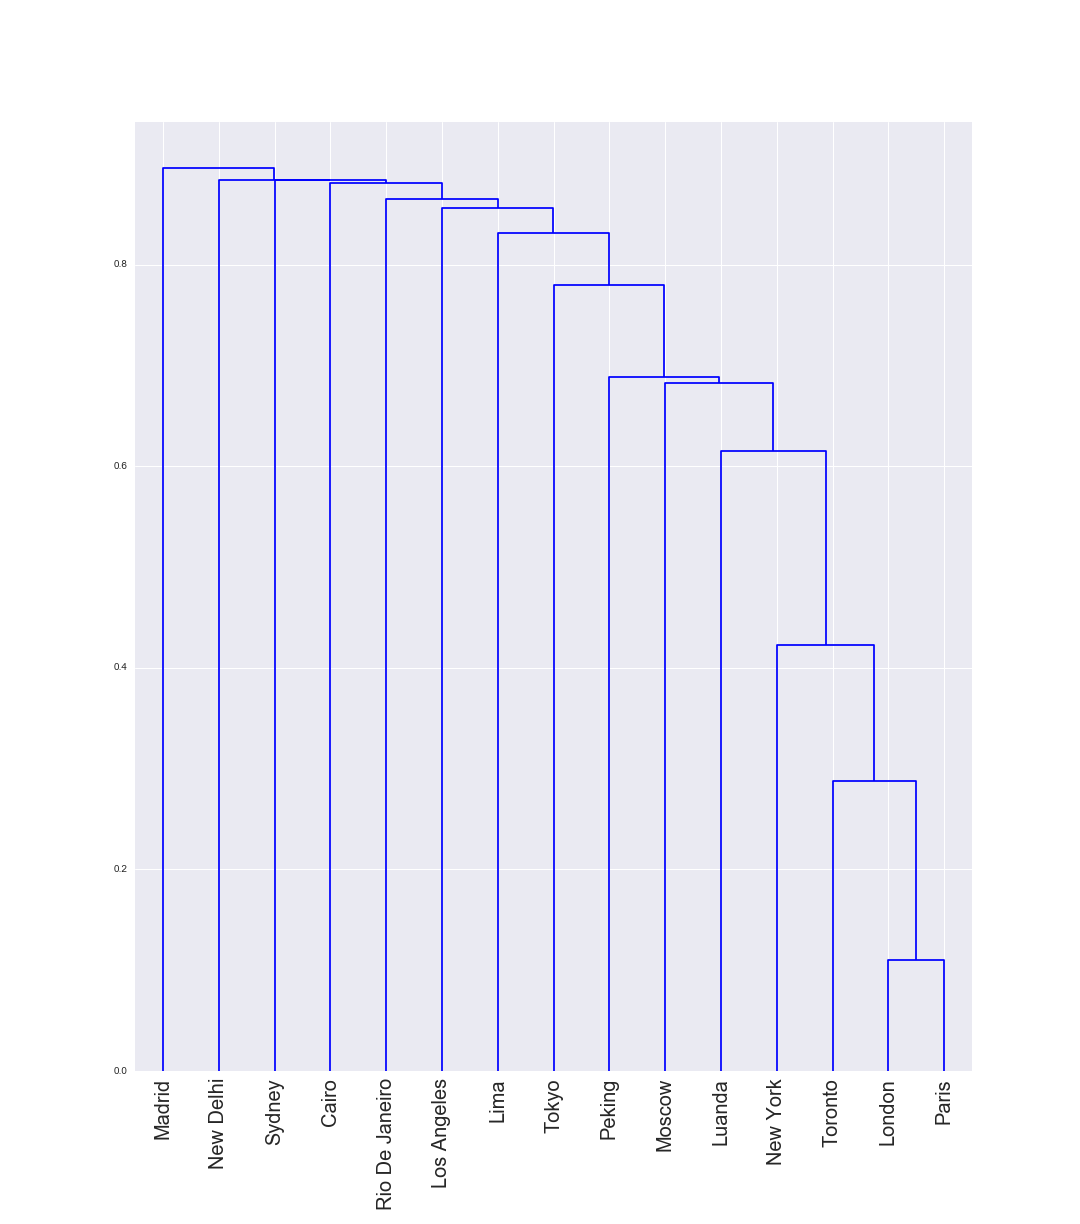 0.8
0.6
0.4
0.2
0.0
Madrid
New Delhi
Sydney
Cairo
Rio De Janeiro
Los Angeles
Lima
Tokyo
Peking
Moscow
Luanda
New York
Toronto
London
Paris